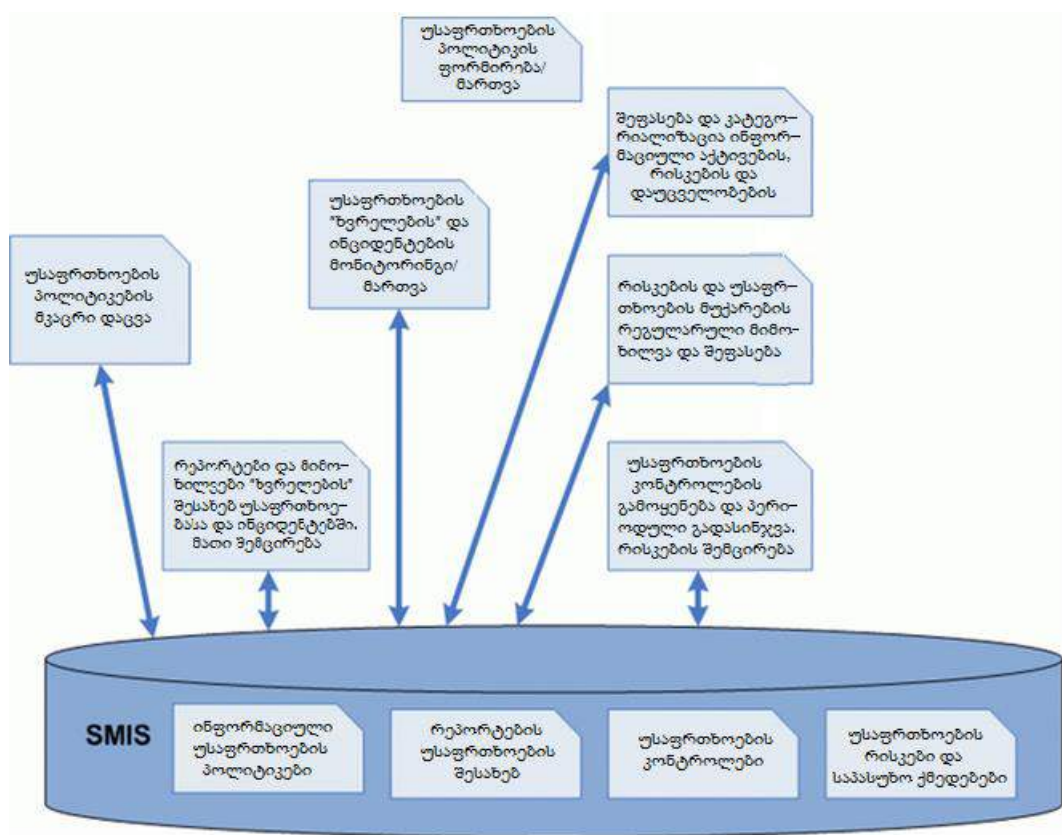 უსაფრთხოების
პოლიტიკის
ფორმირება/
მართვა
შეფასება და კატეგო–
რიალიზაცია ინფორ–
მაციული აქტივების,
რისკების და
დაუცველობების
უსაფრთხოების
"ხვრელების" და
ინციდენტების
მონიტორინგი/
მართვა
უსაფრთხოების
პოლიტიკების
მკაცრი დაცვა
რისკების და უსაფრ–
თხოების მუქარების
რეგულარული მიმო–
ხილვა და შეფასება
რეპორტები და მიმო–
ხილვები "ხვრელების"
შესახებ უსაფრთხოე–
ბასა და ინციდენტებში.
მათი შემცირება
უსაფრთხოების
კონტროლების
გამოყენება და პერი–
ოდული გადასინჯვა.
რისკების შემცირება
SMIS
ინფორმაციული
უსაფრთხოების
პოლიტიკები
რეპორტების
უსაფრთხოების
შესახებ
უსაფრთხოების
კონტროლები
უსაფრთხოების
რისკები და
საპასუხო ქმედებები